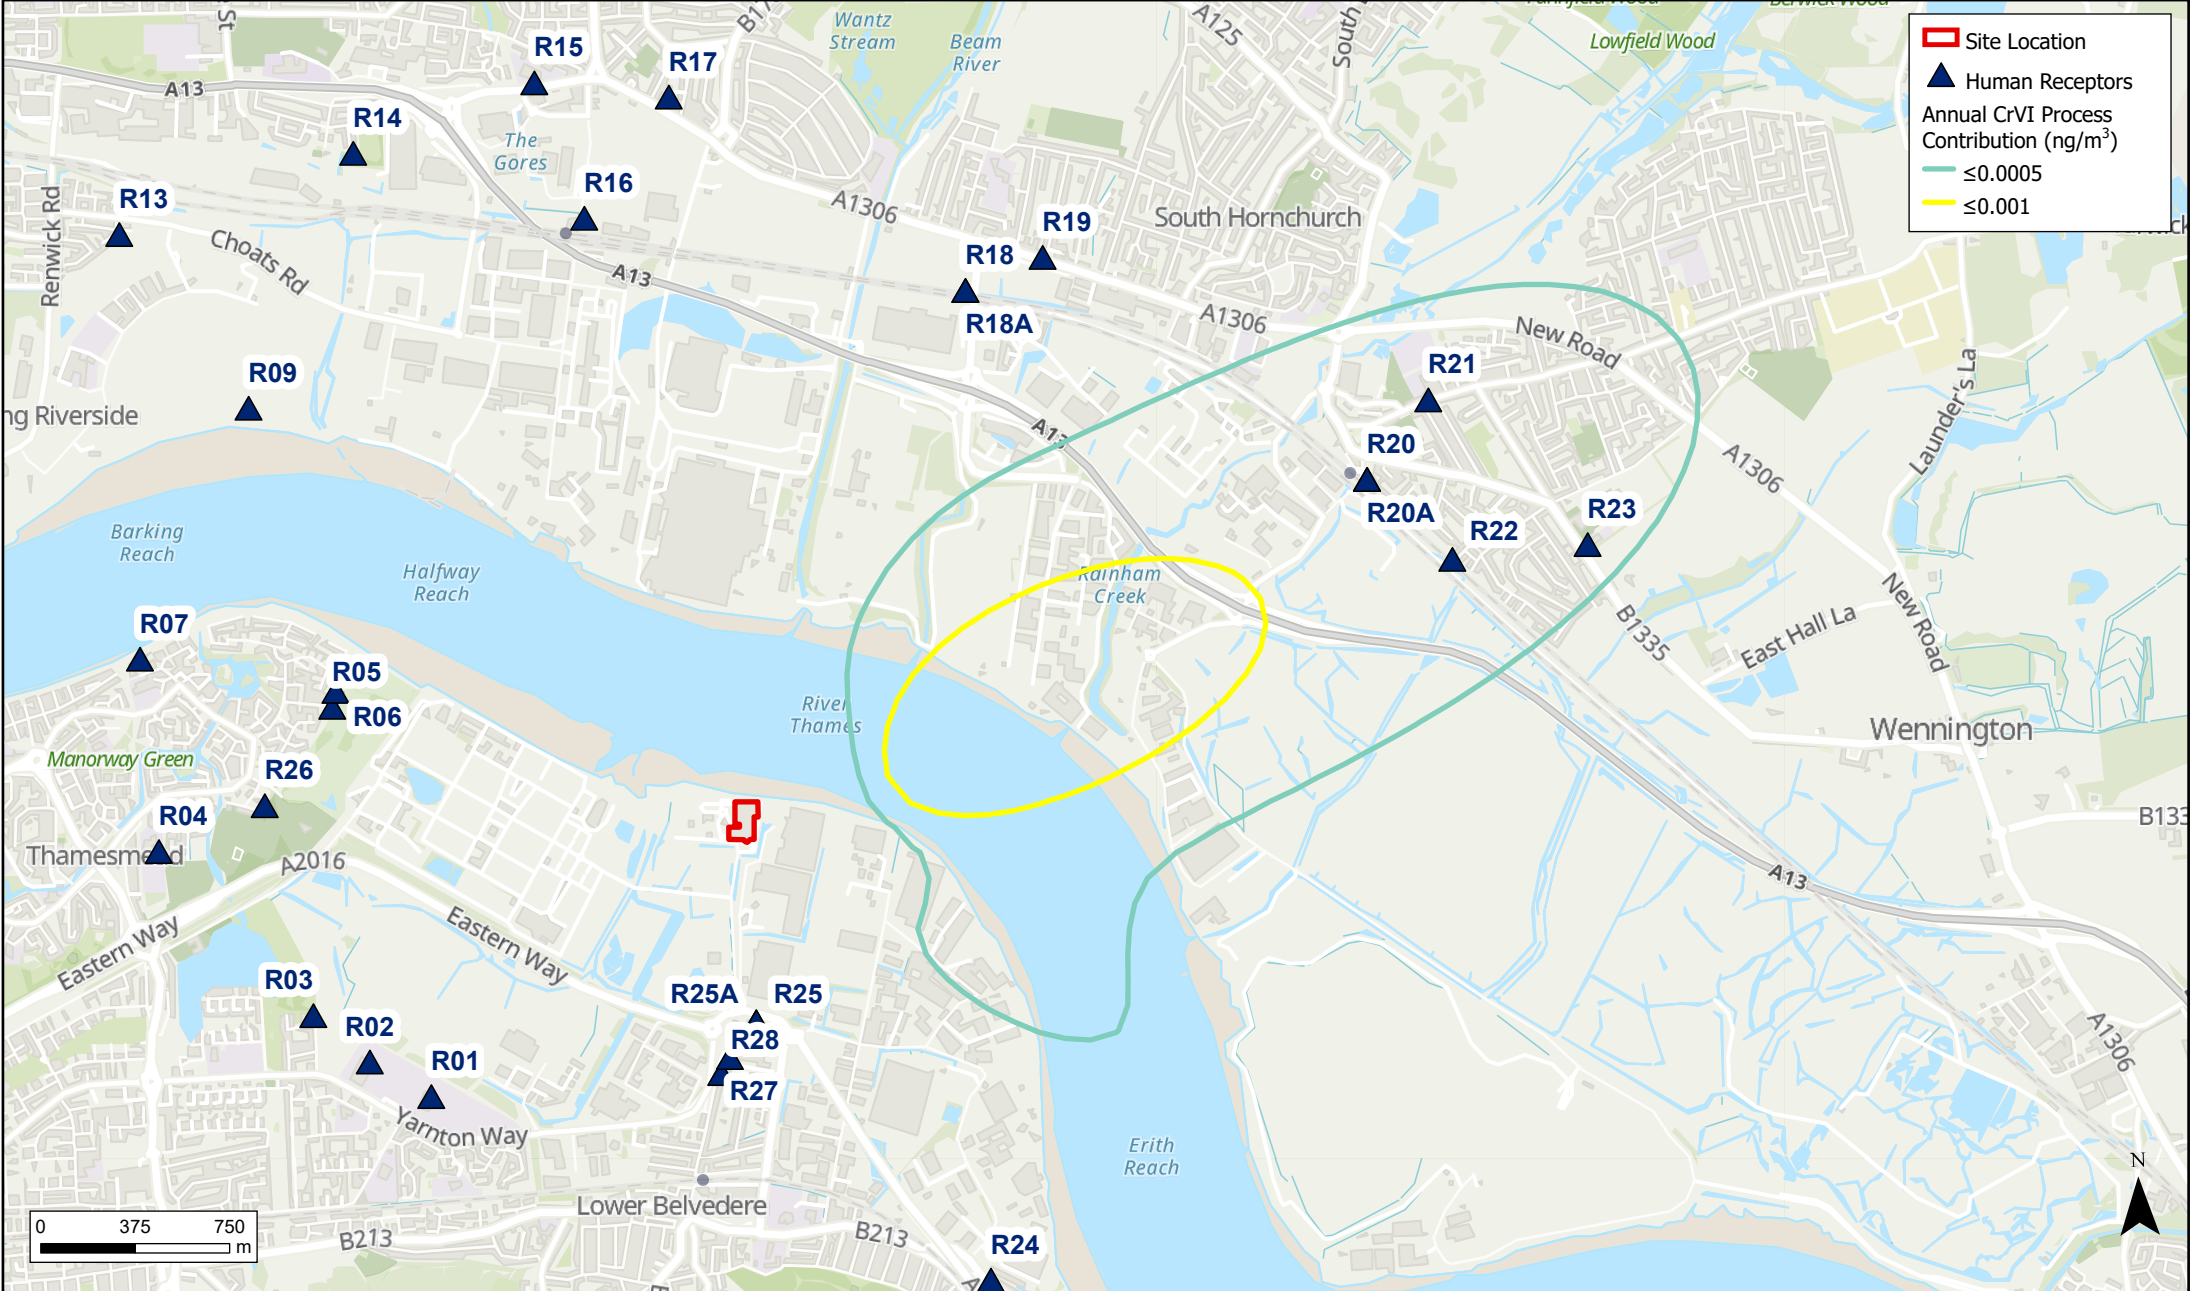 Site Location
Human Receptors
Annual CrVI Process
Contribution (ng/m³)
≤0.0005
≤0.001
St
B17
Wantz
Stream
Beam
River
A125
South
Lowfield Wood
Berwick Wood
R15
R17
A13
R14
The
Gores
R13
R16
A1306
R19
South Hornchurch
Renwick Rd
Choats Rd
A13
R18
R18A
A1306
New Road
R21
R09
ng Riverside
A13
R20
R20A
A1306
Launder's La
R22
R23
Barking
Reach
Halfway
Reach
Rainham
Creek
B1335
East Hall La
New Road
R07
R05
R06
River
Thames
Wennington
Manorway Green
R26
R04
Thamesmead
A2016
B133
A13
Eastern Way
Eastern Way
R03
R25A
R25
R02
R28
R01
R27
A1306
Yarnton Way
Erith
Reach
N
Lower Belvedere
0 375 750
m
B213
B213
R24